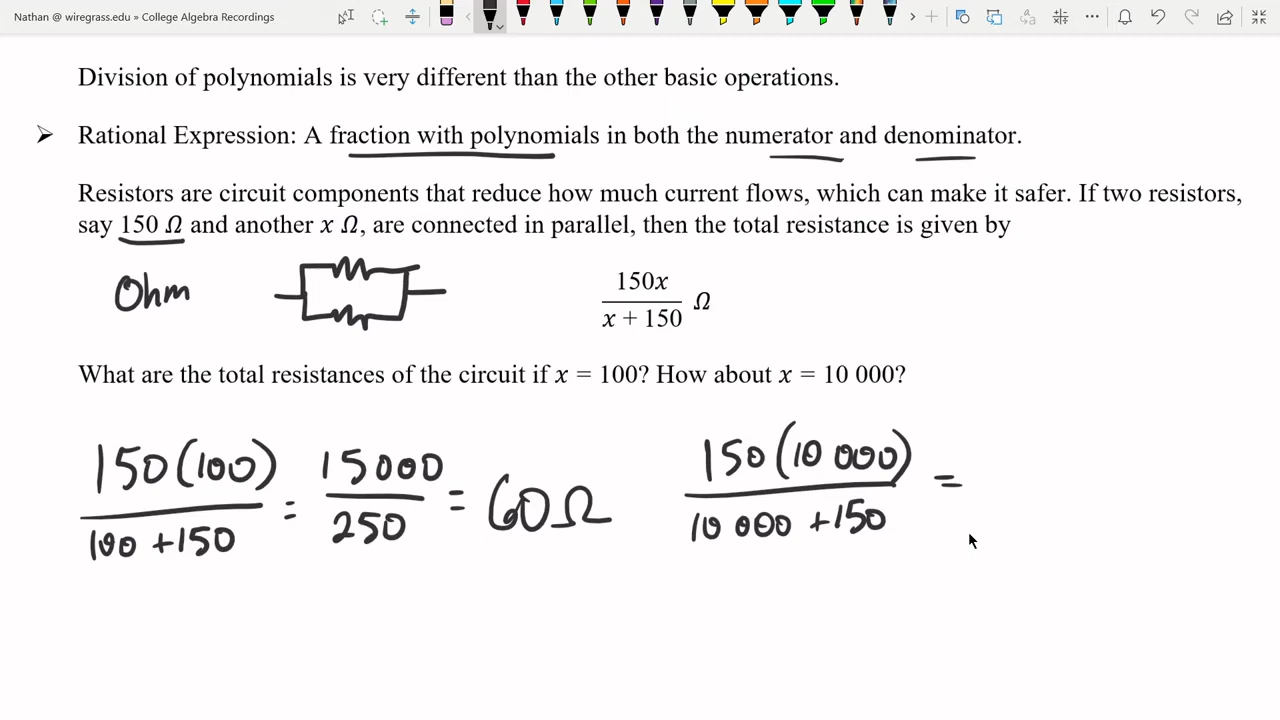 Nathan @ wiregrass.edu » College Algebra Recordings
Division of polynomials is very different than the other basic operations.
➤ Rational Expression: A fraction with polynomials in both the numerator and denominator.
Resistors are circuit components that reduce how much current flows, which can make it safer. If two resistors,
say 150 Ω and another x Ω, are connected in parallel, then the total resistance is given by
Ohm
150x
x + 150
Ω
What are the total resistances of the circuit if x = 100? How about x = 10 000?
150(100)
100 + 150
=
15000
250
= 60Ω
150(10 000)
10 000 + 150
=